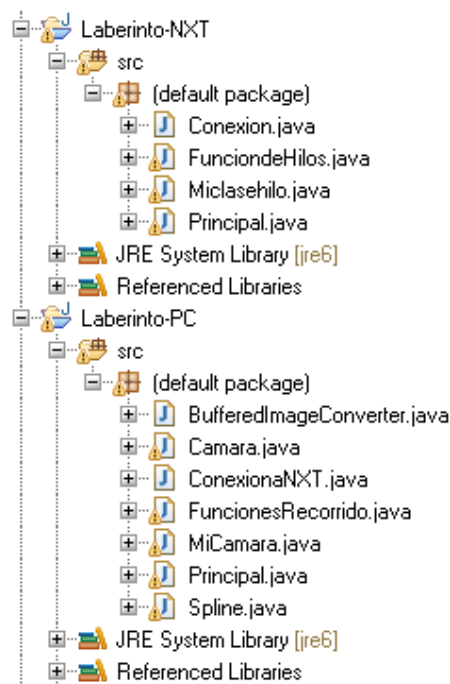 Laberinto-NXT
src
(default package)
Conexion.java
FunciondeHilos.java
Miclasehilo.java
Principal.java
JRE System Library [jre6]
Referenced Libraries
Laberinto-PC
src
(default package)
BufferedImageConverter.java
Camara.java
ConexionaNXT.java
FuncionesRecorrido.java
MiCamara.java
Principal.java
Spline.java
JRE System Library [jre6]
Referenced Libraries